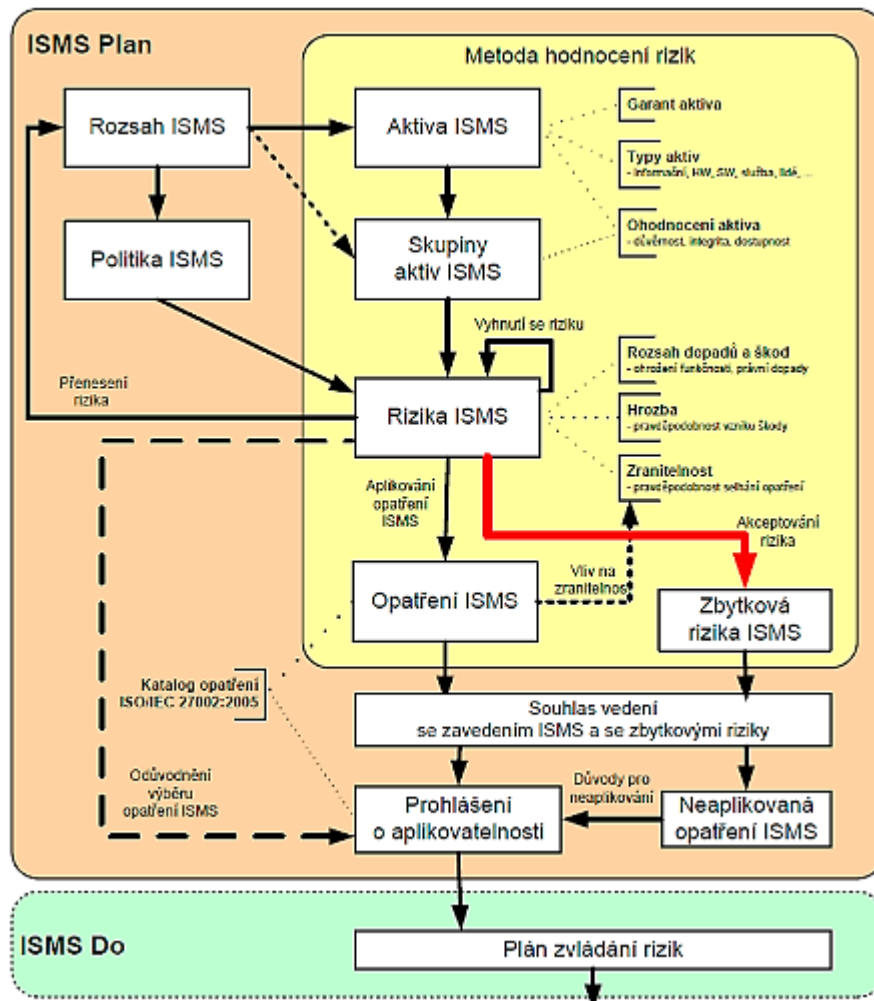 ISMS Plan
Metoda hodnocení rizik
Rozsah ISMS
Aktiva ISMS
Garant aktiva
Typy aktiv
- informační, HW, SW, služba, lidé, ...
Politika ISMS
Skupiny
aktiv ISMS
Ohodnocení aktiva
- důvěrnost, integrita, dostupnost
Vyhnutí se riziku
Rozsah dopadů a škod
- ohrožení funkčnosti, právní dopady
Přenesení
rizika
Rizika ISMS
Hrozba
- pravděpodobnost vzniku škody
Zranitelnost
- pravděpodobnost selhání opatření
Aplikování
opatření
ISMS
Akceptování
rizika
Vliv na
zranitelnos
Opatření ISMS
Zbytková
rizika ISMS
Katalog opatření
ISO/IEC 27002:2005
Souhlas vedení
se zavedením ISMS a se zbytkovými riziky
Odůvodnění
výběru
opatření ISMS
Důvody pro
neaplikování
Prohlášení
o aplikovatelnosti
Neaplikovaná
opatření ISMS
ISMS Do
Plán zvládání rizik